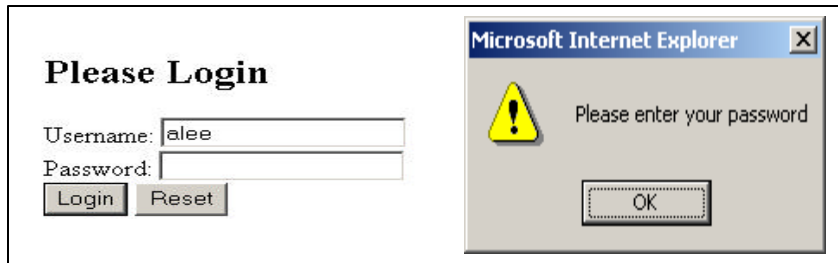 Please Login
Username: alee
Password:
Login Reset
Microsoft Internet Explorer
Please enter your password
OK